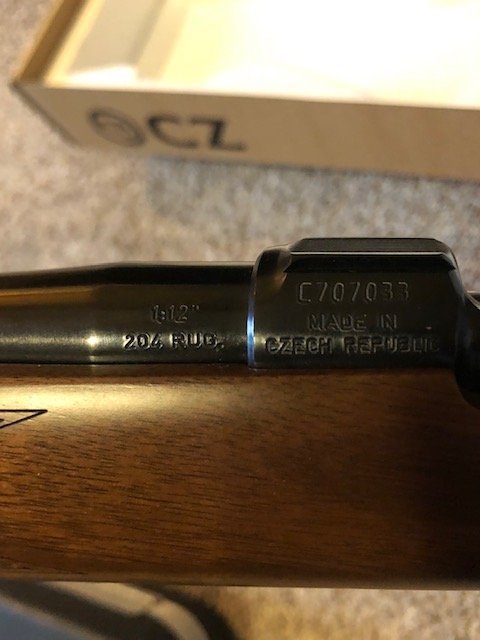 CZ
C707033
MADE IN
CZECH REPUBLIC
1:12"
204 RUG.